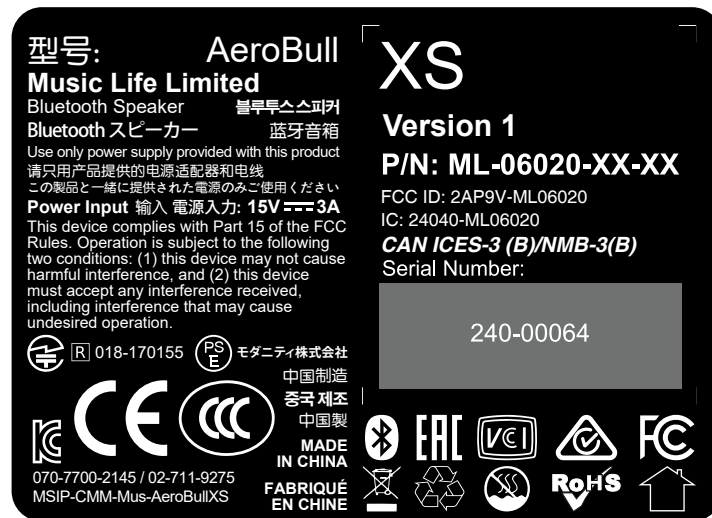 型号: AeroBull
Music Life Limited
Bluetooth Speaker 블루투스 스피커
Bluetooth スピーカー 蓝牙音箱
Use only power supply provided with this product
请只用产品提供的电源适配器和电线
この製品と一緒に提供された電源のみご使用ください
Power Input 输入 電源入力: 15V 3A
This device complies with Part 15 of the FCC
Rules. Operation is subject to the following
two conditions: (1) this device may not cause
harmful interference, and (2) this device
must accept any interference received,
including interference that may cause
undesired operation.
R 018-170155 PS E モダニティ株式会社
中国制造
중국 제조
中国製
MADE
IN CHINA
FABRIQUÉ
EN CHINE
KC CE CCC
070-7700-2145 / 02-711-9275
MSIP-CMM-Mus-AeroBullXS
XS
Version 1
P/N: ML-06020-XX-XX
FCC ID: 2AP9V-ML06020
IC: 24040-ML06020
CAN ICES-3 (B)/NMB-3(B)
Serial Number:
240-00064
EAC VCI FC
RoHS